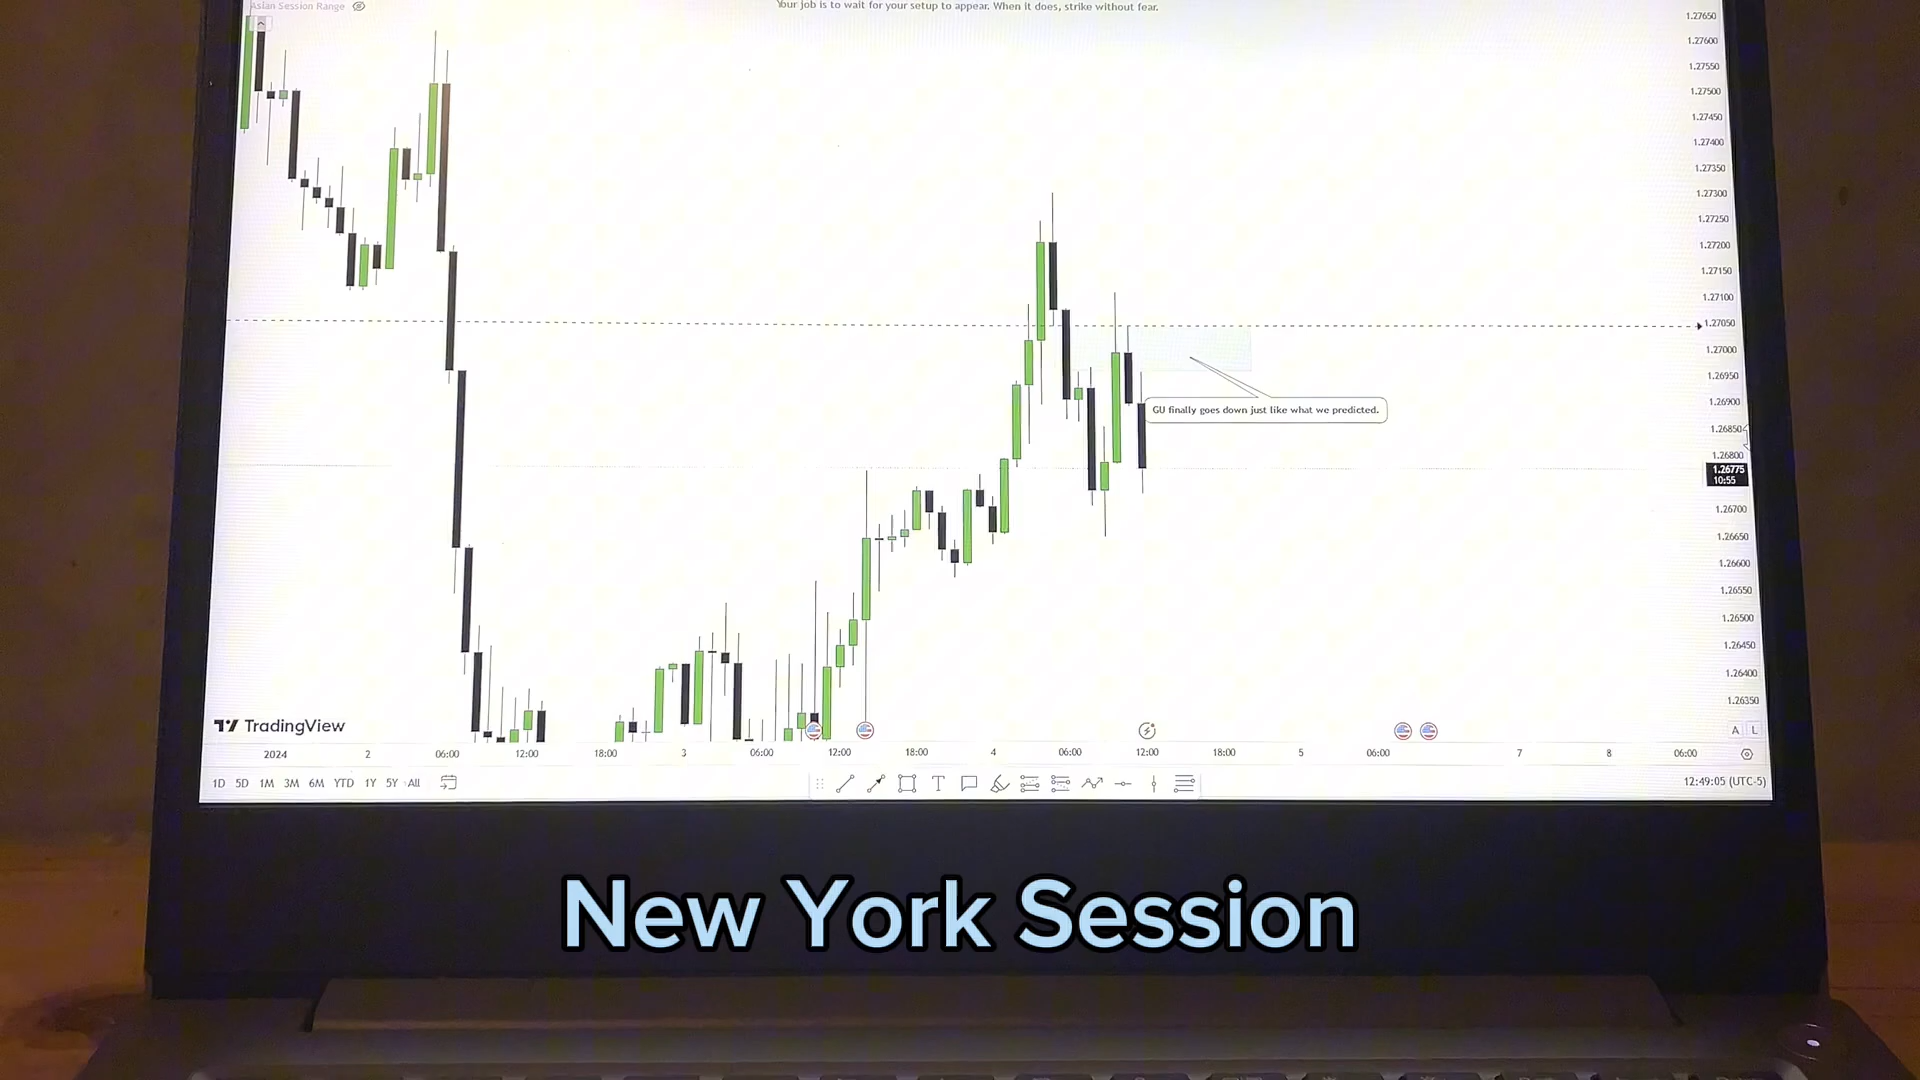 Asian Session Range
Your job is to wait for your setup to appear. When it does, strike without fear.
1.27650
1.27600
1.27550
1.27500
1.27450
1.27400
1.27350
1.27300
1.27250
1.27200
1.27150
1.27100
1.27050
1.27000
1.26950
1.26900
1.26850
1.26800
1.26775
10:55
1.26700
1.26650
1.26600
1.26550
1.26500
1.26450
1.26400
1.26350
GU finally goes down just like what we predicted.
TradingView
A L
2024 2 06:00 12:00 18:00 3 06:00 12:00 18:00 4 06:00 12:00 18:00 5 06:00 7 8 06:00
1D 5D 1M 3M 6M YTD 1Y 5Y All
T
12:49:05 (UTC-5)
New York Session